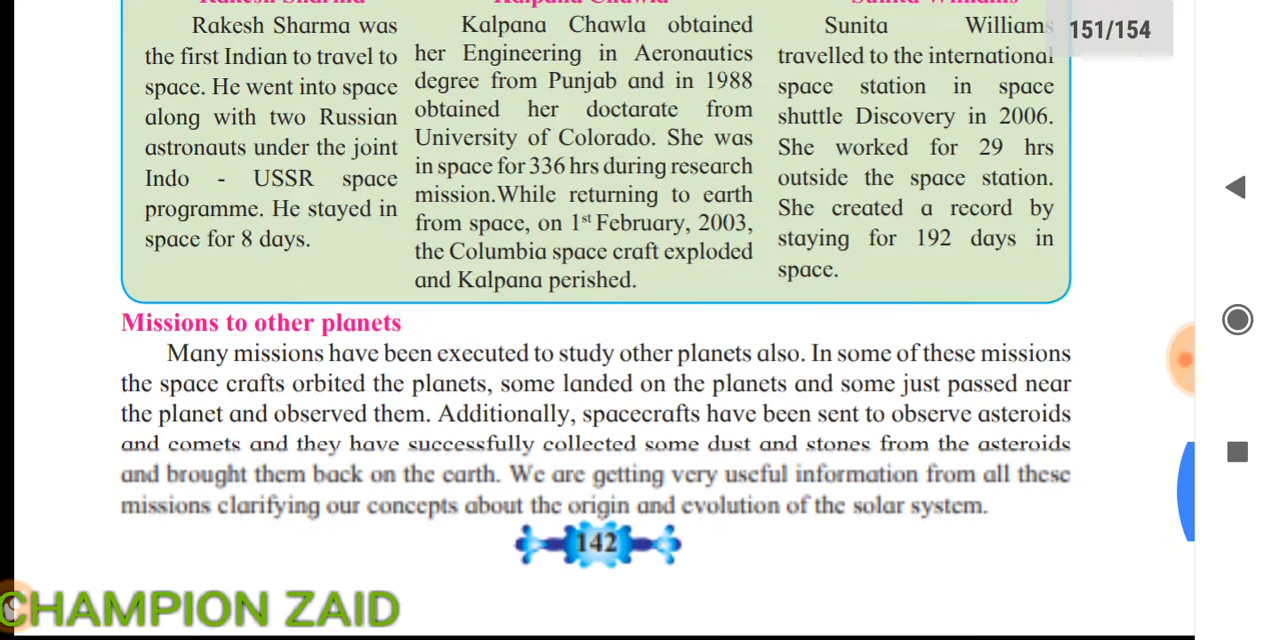 Rakesh Sharma
Rakesh Sharma was
the first Indian to travel to
space. He went into space
along with two Russian
astronauts under the joint
Indo - USSR space
programme. He stayed in
space for 8 days.
Kalpana Chawla
Kalpana Chawla obtained
her Engineering in Aeronautics
degree from Punjab and in 1988
obtained her doctarate from
University of Colorado. She was
in space for 336 hrs during research
mission.While returning to earth
from space, on 1st February, 2003,
the Columbia space craft exploded
and Kalpana perished.
Sunita Williams
Sunita Williams
travelled to the international
space station in space
shuttle Discovery in 2006.
She worked for 29 hrs
outside the space station.
She created a record by
staying for 192 days in
space.
151/154
Missions to other planets
Many missions have been executed to study other planets also. In some of these missions
the space crafts orbited the planets, some landed on the planets and some just passed near
the planet and observed them. Additionally, spacecrafts have been sent to observe asteroids
and comets and they have successfully collected some dust and stones from the asteroids
and brought them back on the earth. We are getting very useful information from all these
missions clarifying our concepts about the origin and evolution of the solar system.
142
CHAMPION ZAID